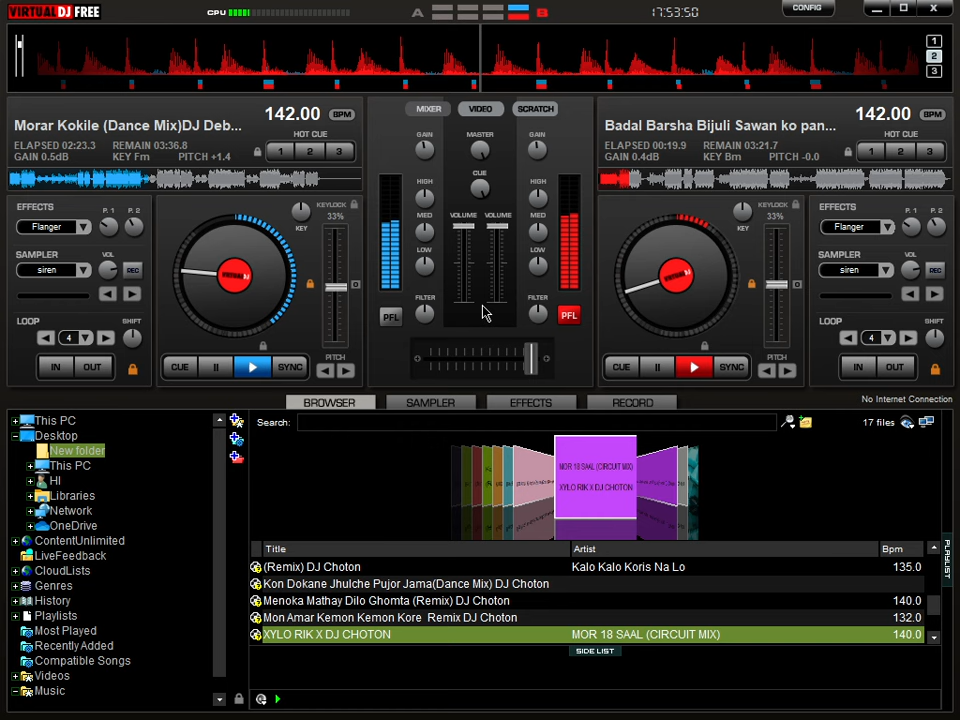 VIRTUAL DJ FREE
CPU
A
B
17:53:50
CONFIG
1
2
3
Morar Kokile (Dance Mix)DJ Deb...
142.00 BPM
HOT CUE
ELAPSED 02:23.3 REMAIN 03:36.8
GAIN 0.5dB KEY Fm PITCH +1.4
1 2 3
MIXER VIDEO SCRATCH
GAIN MASTER GAIN
HIGH CUE HIGH
MED VOLUME VOLUME MED
LOW LOW
FILTER FILTER
PFL PFL
Badal Barsha Bijuli Sawan ko pan...
142.00 BPM
HOT CUE
ELAPSED 00:19.9 REMAIN 03:21.7
GAIN 0.5dB KEY Bm PITCH -0.0
1 2 3
EFFECTS P. 1 P. 2
Flanger
SAMPLER VOL
siren REC
LOOP SHIFT
4
IN OUT
KEYLOCK
33%
KEY
VIRTUAL DJ
0
CUE II SYNC
PITCH
KEYLOCK
33%
KEY
VIRTUAL DJ
0
CUE II SYNC
PITCH
EFFECTS P. 1 P. 2
Flanger
SAMPLER VOL
siren REC
LOOP SHIFT
4
IN OUT
BROWSER SAMPLER EFFECTS RECORD
No Internet Connection
This PC
Desktop
New folder
This PC
HI
Libraries
Network
OneDrive
ContentUnlimited
LiveFeedback
CloudLists
Genres
History
Playlists
Most Played
Recently Added
Compatible Songs
Videos
Music
Search:
17 files
MOR 18 SAAL (CIRCUIT MIX)
XYLO RIK X DJ CHOTON
Title Artist Bpm
(Remix) DJ Choton Kalo Kalo Koris Na Lo 135.0
Kon Dokane Jhulche Pujor Jama(Dance Mix) DJ Choton
Menoka Mathay Dilo Ghomta (Remix) DJ Choton 140.0
Mon Amar Kemon Kemon Kore Remix DJ Choton 132.0
XYLO RIK X DJ CHOTON MOR 18 SAAL (CIRCUIT MIX) 140.0
SIDE LIST
PLAYLIST